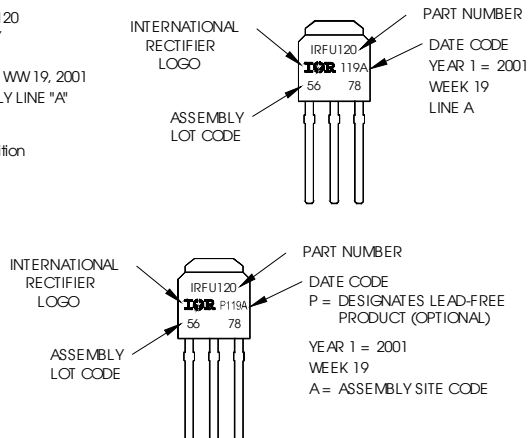 120
WW 19, 2001
LY LINE "A"
ition
INTERNATIONAL
RECTIFIER
LOGO
ASSEMBLY
LOT CODE
IRFU120
IOR 119A
56 78
PART NUMBER
DATE CODE
YEAR 1 = 2001
WEEK 19
LINE A
INTERNATIONAL
RECTIFIER
LOGO
ASSEMBLY
LOT CODE
IRFU120
IOR P119A
56 78
PART NUMBER
DATE CODE
P = DESIGNATES LEAD-FREE
PRODUCT (OPTIONAL)
YEAR 1 = 2001
WEEK 19
A = ASSEMBLY SITE CODE